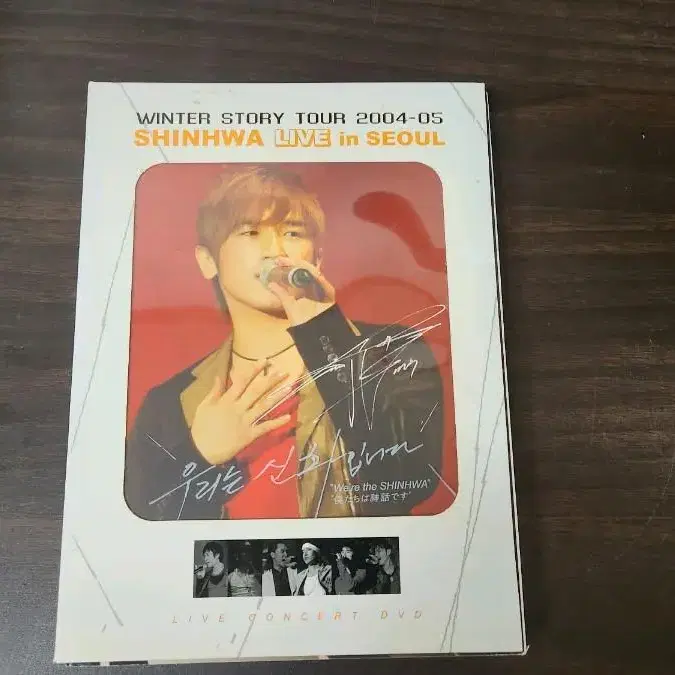 WINTER STORY TOUR 2004-05
SHINHWA LIVE in SEOUL
우리는 신화입니다
"We're the SHINHWA"
"僕たちは神話です"
LIVE CONCERT DVD